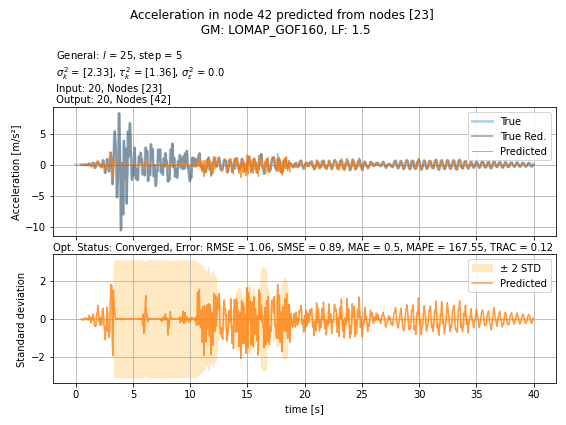 Acceleration in node 42 predicted from nodes [23]
GM: LOMAP_GOF160, LF: 1.5
General: l = 25, step = 5
σ²ₖ = [2.33], τ²ₖ = [1.36], σ²ε = 0.0
Input: 20, Nodes [23]
Output: 20, Nodes [42]
True
True Red.
Predicted
Acceleration [m/s²]
5
0
−5
−10
Opt. Status: Converged, Error: RMSE = 1.06, SMSE = 0.89, MAE = 0.5, MAPE = 167.55, TRAC = 0.12
± 2 STD
Predicted
Standard deviation
2
0
−2
0 5 10 15 20 25 30 35 40
time [s]